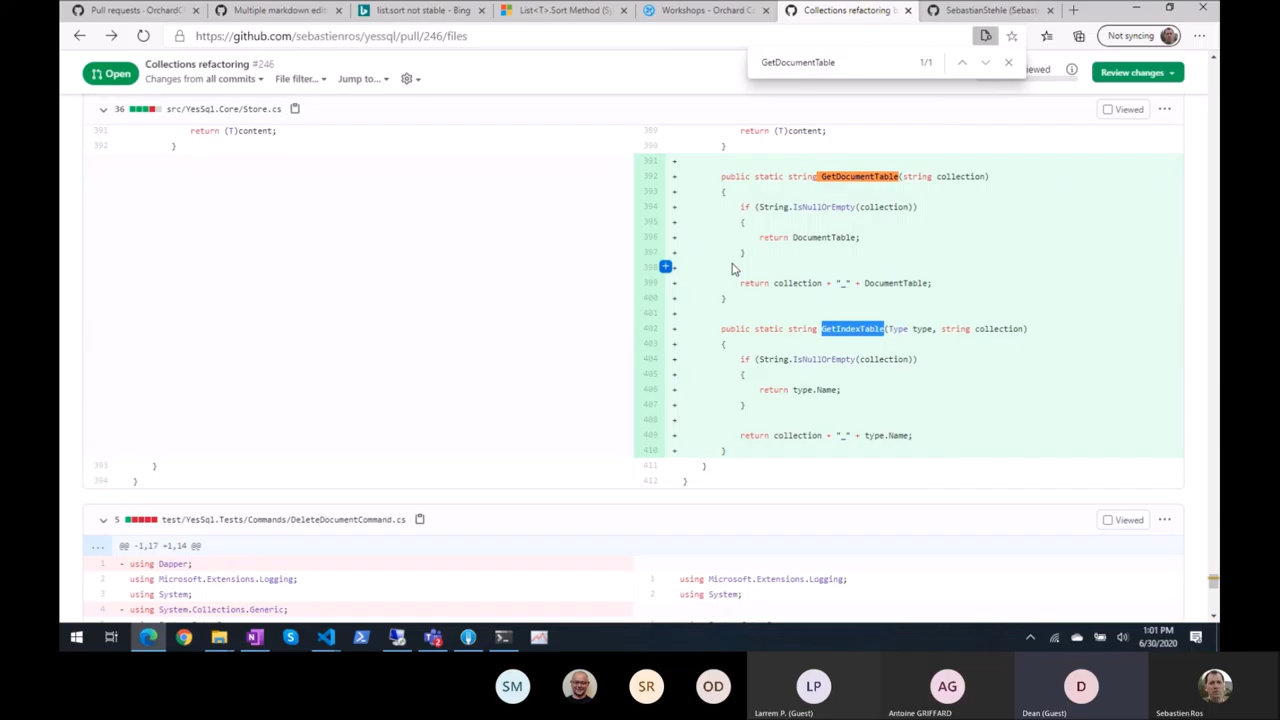 Pull requests · OrchardC
Multiple markdown edit
list.sort not stable - Bing
List<T>.Sort Method (Sy
Workshops - Orchard C
Collections refactoring b
SebastianStehle (Sebast
https://github.com/sebastienros/yessql/pull/246/files
Not syncing
GetDocumentTable
1/1
Open
Collections refactoring #246
Changes from all commits
File filter...
Jump to...
ewed
Review changes
36
src/YesSql.Core/Store.cs
Viewed
391 return (T)content;
389 return (T)content;
392 }
390 }
391 +
392 + public static string GetDocumentTable(string collection)
393 + {
394 + if (String.IsNullOrEmpty(collection))
395 + {
396 + return DocumentTable;
397 + }
398 +
399 + return collection + "_" + DocumentTable;
400 + }
401 +
402 + public static string GetIndexTable(Type type, string collection)
403 + {
404 + if (String.IsNullOrEmpty(collection))
405 + {
406 + return type.Name;
407 + }
408 +
409 + return collection + "_" + type.Name;
410 + }
393 }
411 }
394 }
412 }
5
test/YesSql.Tests/Commands/DeleteDocumentCommand.cs
Viewed
... @@ -1,17 +1,14 @@
1 - using Dapper;
2 using Microsoft.Extensions.Logging;
1 using Microsoft.Extensions.Logging;
3 using System;
2 using System;
4 - using System.Collections.Generic;
1:01 PM
6/30/2020
SM
SR
OD
LP
Larrem P. (Guest)
AG
Antoine GRIFFARD
D
Dean (Guest)
Sebastien Ros